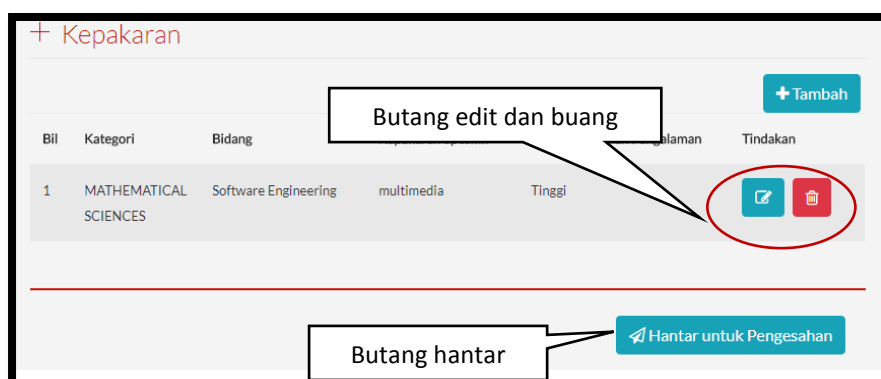 + Kepakaran
+ Tambah
Butang edit dan buang
Bil Kategori Bidang Tindakan
1 MATHEMATICAL SCIENCES Software Engineering multimedia Tinggi
Hantar untuk Pengesahan
Butang hantar